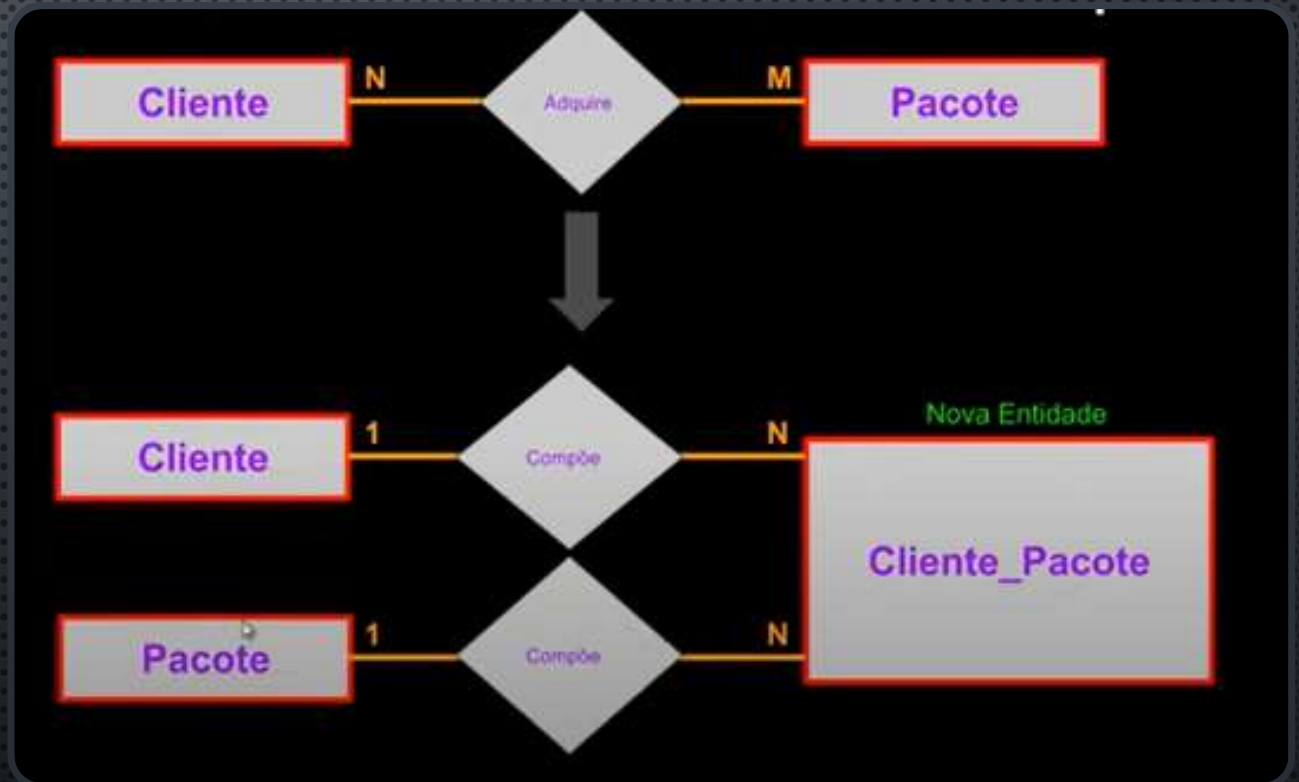 N
M
Cliente
Adquire
Pacote
Nova Entidade
1
N
Cliente
Compõe
Cliente_Pacote
1
N
Pacote
Compõe